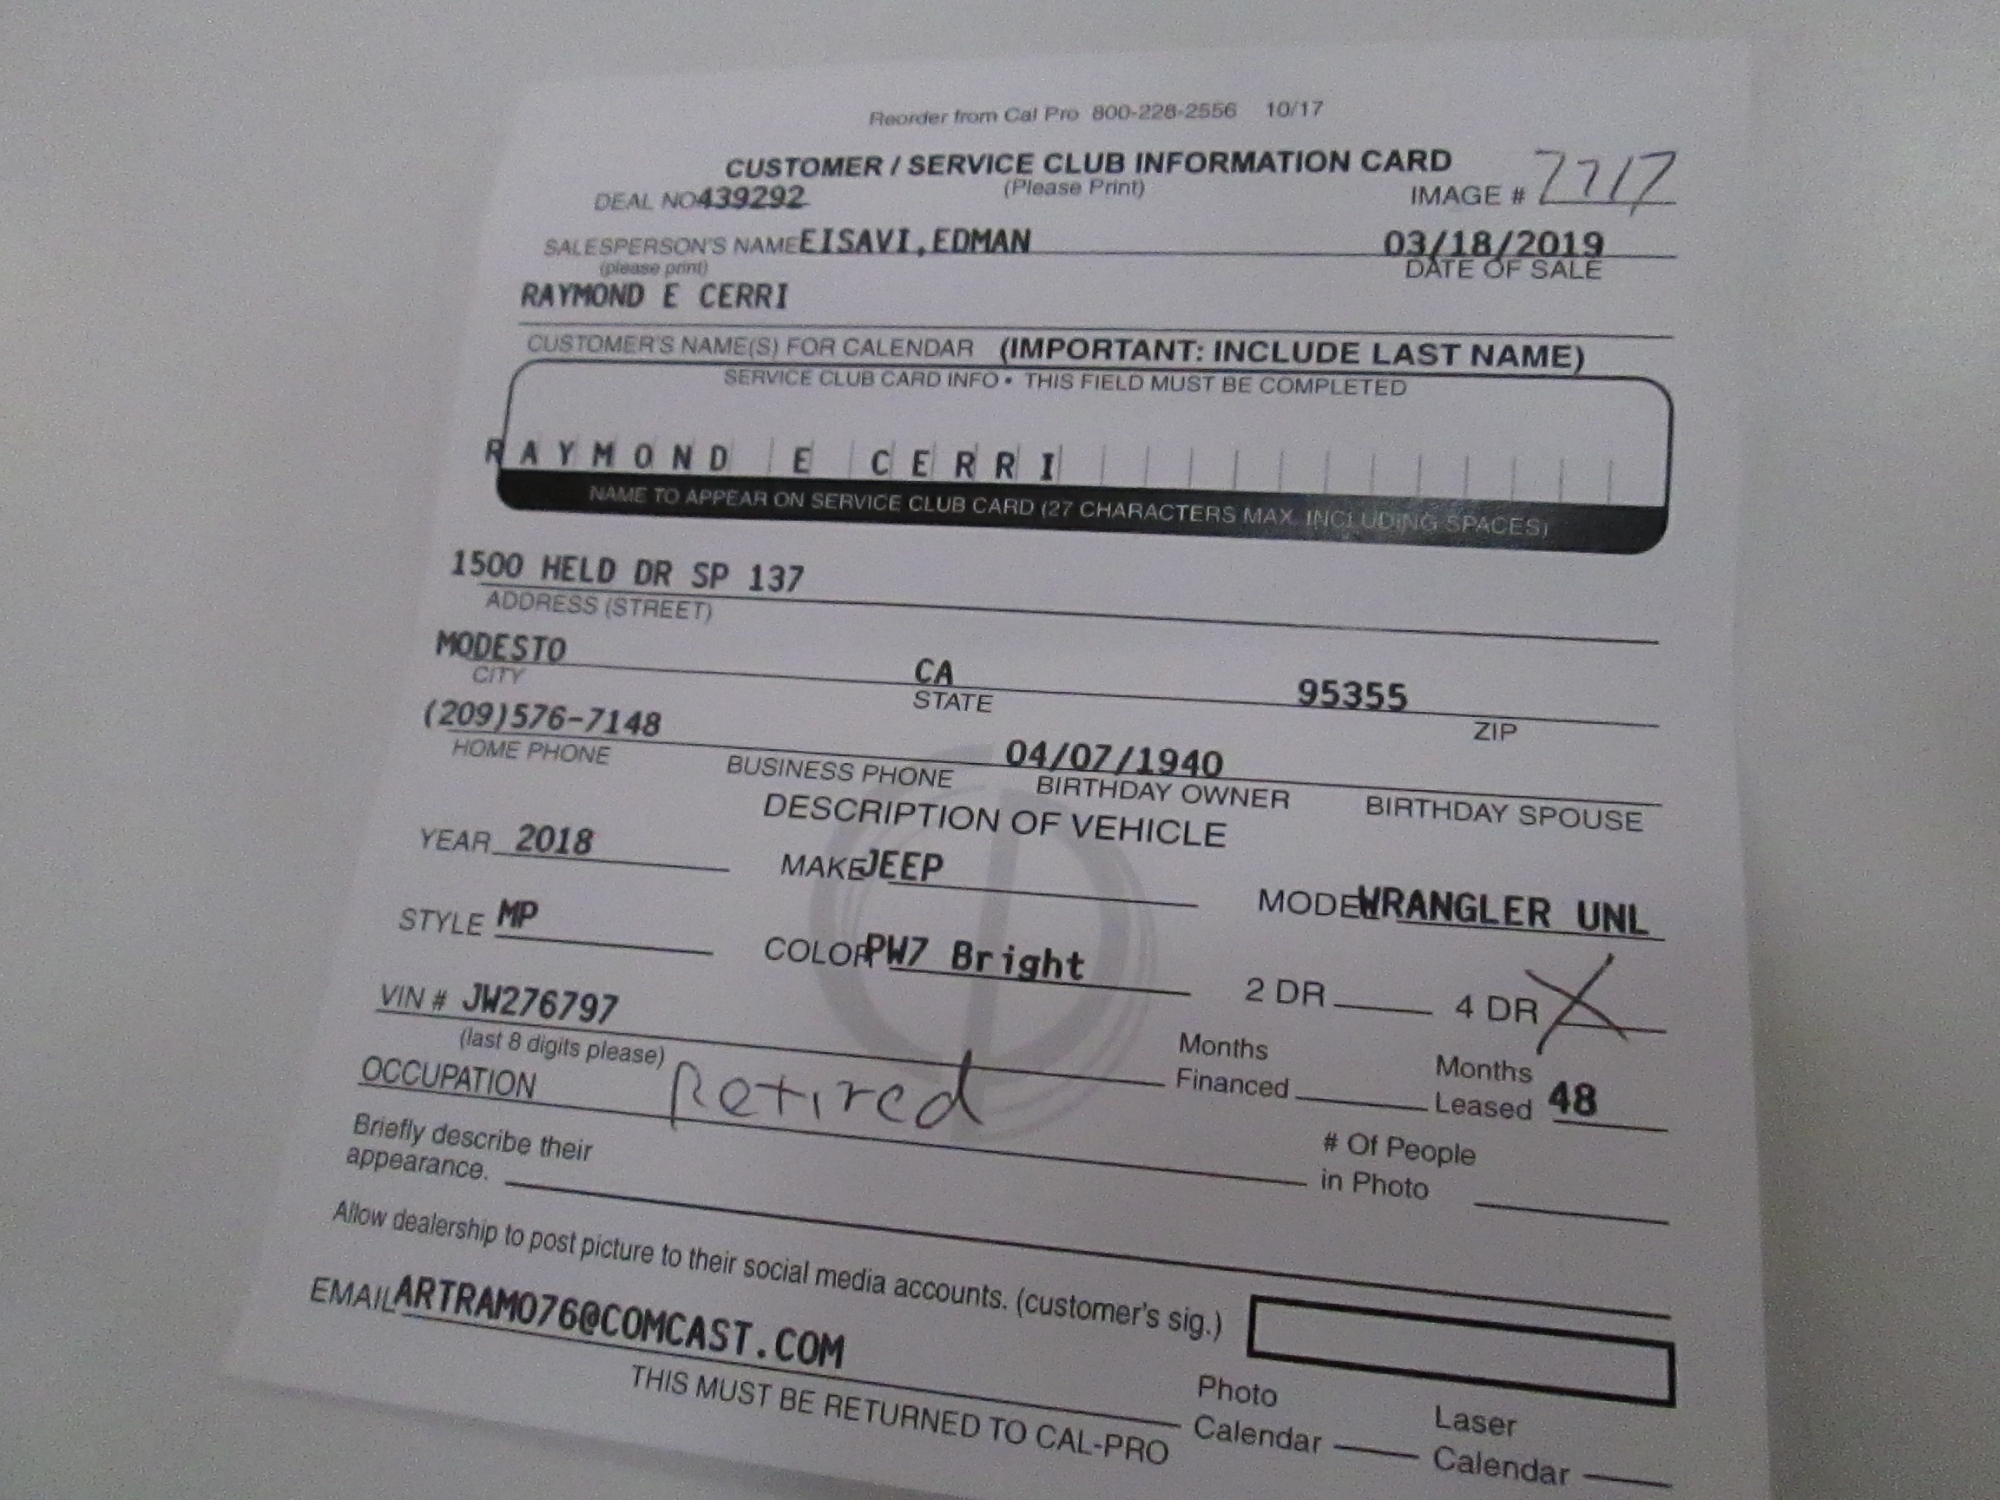 Reorder from Cal Pro 800-228-2556 10/17
CUSTOMER / SERVICE CLUB INFORMATION CARD
(Please Print)
DEAL NO 439292
IMAGE # 7717
SALESPERSON'S NAME EISAVI,EDMAN
(please print)
03/18/2019
DATE OF SALE
RAYMOND E CERRI
CUSTOMER'S NAME(S) FOR CALENDAR (IMPORTANT: INCLUDE LAST NAME)
SERVICE CLUB CARD INFO • THIS FIELD MUST BE COMPLETED
RAYMOND E CERRI
NAME TO APPEAR ON SERVICE CLUB CARD (27 CHARACTERS MAX. INCLUDING SPACES)
1500 HELD DR SP 137
ADDRESS (STREET)
MODESTO CA 95355
CITY STATE ZIP
(209)576-7148 04/07/1940
HOME PHONE BUSINESS PHONE BIRTHDAY OWNER BIRTHDAY SPOUSE
DESCRIPTION OF VEHICLE
YEAR 2018 MAKE JEEP MODEL WRANGLER UNL
STYLE MP COLOR PW7 Bright 2 DR 4 DR X
VIN # JW276797
(last 8 digits please)
Months Financed
Months Leased 48
OCCUPATION Retired
# Of People in Photo
Briefly describe their
appearance.
Allow dealership to post picture to their social media accounts. (customer's sig.)
EMAIL ARTRAMO76@COMCAST.COM
THIS MUST BE RETURNED TO CAL-PRO
Photo Calendar
Laser Calendar